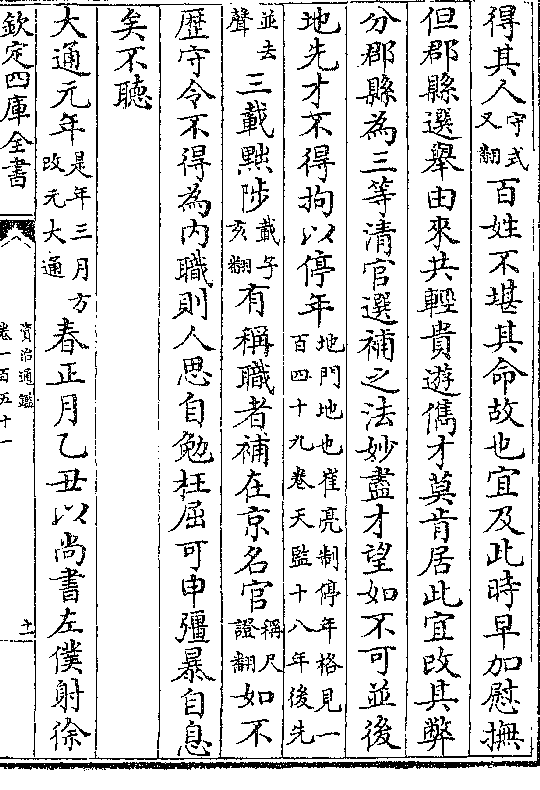 得其人守式又翻百姓不堪其命故也宜及此時早加慰撫
但郡縣選舉由來共輕貴遊儁才莫肯居此宜改其弊
分郡縣為三等清官選補之法妙盡才望如不可並後
地先才不得拘以停年地門地也崔亮制停年格見一百四十九卷天監十八年後先
並去聲三載黜陟載子亥翻有稱職者補在京名官稱尺證翻如不
歷守令不得為內職則人思自勉枉屈可申彊暴自息
矣不聽
大通元年是年三月方改元大通春正月乙丑以尚書左僕射徐
欽定四庫全書
資治通鑑
卷一百五十一
十一